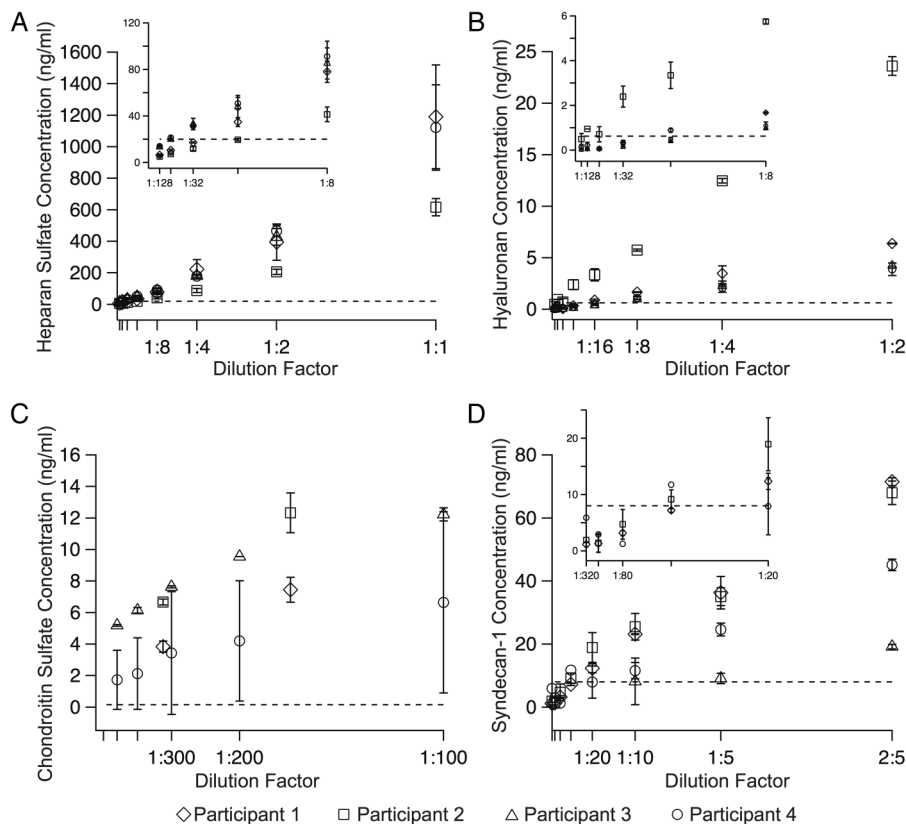 A
Heparan Sulfate Concentration (ng/ml)
1600
1400
1200
1000
800
600
400
200
0
1:8 1:4 1:2 1:1
Dilution Factor
120
80
40
0
1:128 1:32 1:8
B
Hyaluronan Concentration (ng/ml)
25
20
15
10
5
0
1:16 1:8 1:4 1:2
Dilution Factor
6
4
2
0
1:128 1:32 1:8
C
Chondroitin Sulfate Concentration (ng/ml)
16
14
12
10
8
6
4
2
0
1:300 1:200 1:100
Dilution Factor
D
Syndecan-1 Concentration (ng/ml)
80
60
40
20
0
1:20 1:10 1:5 2:5
Dilution Factor
20
10
0
1:320 1:80 1:20
Participant 1 Participant 2 Participant 3 Participant 4